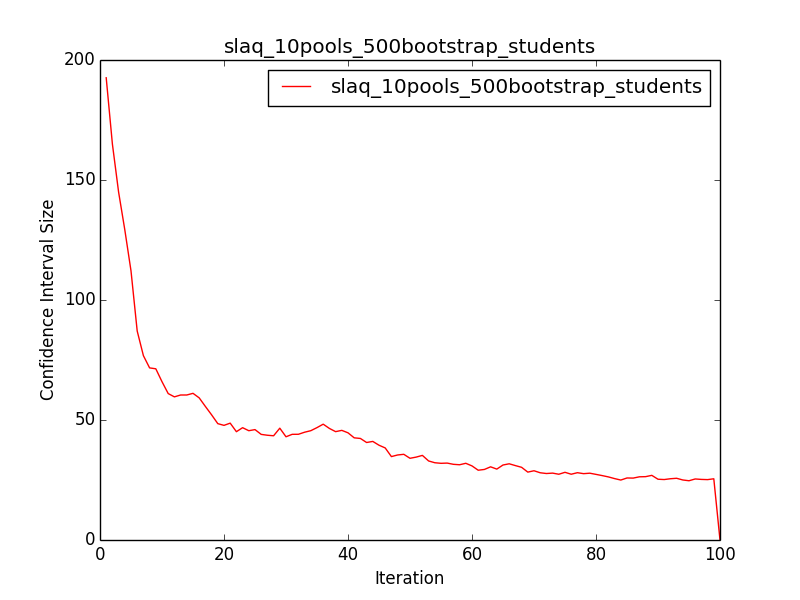 slaq_10pools_500bootstrap_students
slaq_10pools_500bootstrap_students
200
150
100
50
0
Confidence Interval Size
0 20 40 60 80 100
Iteration